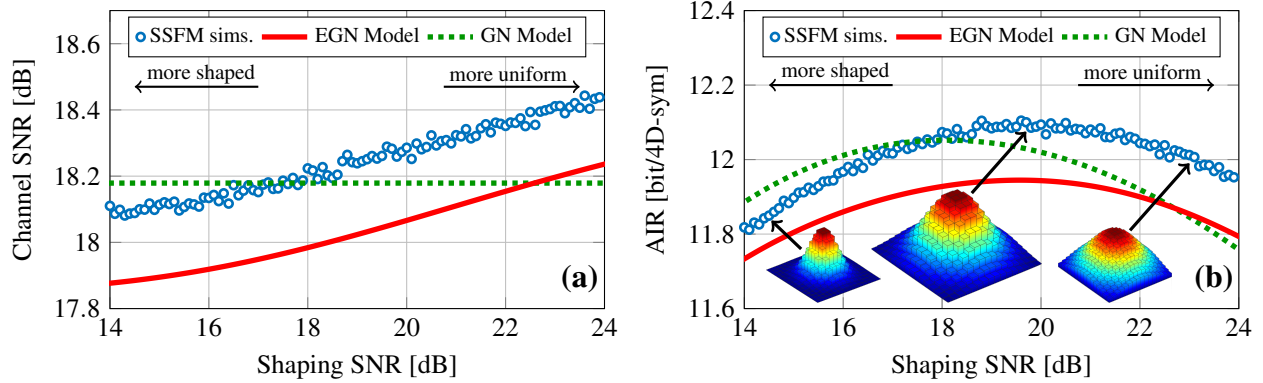 Channel SNR [dB]
18.6
18.4
18.2
18
17.8
SSFM sims. EGN Model GN Model
more shaped more uniform
(a)
14 16 18 20 22 24
Shaping SNR [dB]
AIR [bit/4D-sym]
12.4
12.2
12
11.8
11.6
SSFM sims. EGN Model GN Model
more shaped more uniform
(b)
14 16 18 20 22 24
Shaping SNR [dB]